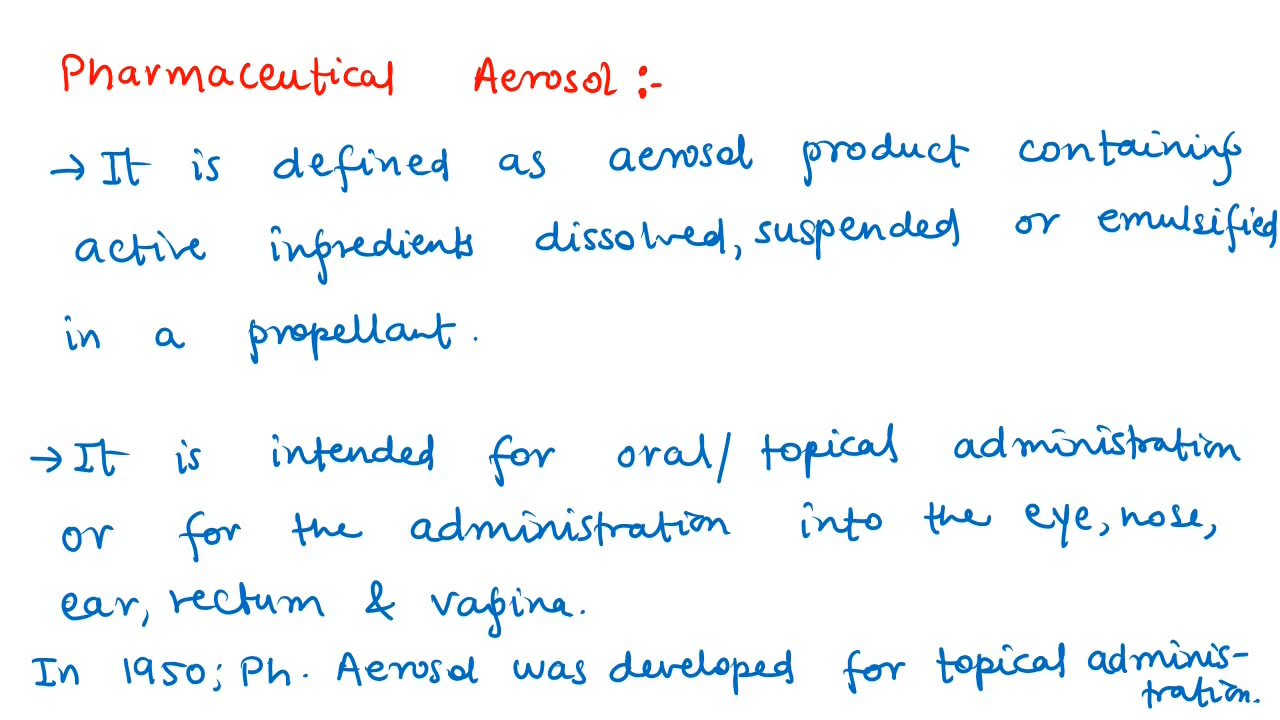 Pharmaceutical Aerosol :-
→ It is defined as aerosol product containing
active ingredients dissolved, suspended or emulsified
in a propellant.
→ It is intended for oral/topical administration
or for the administration into the eye, nose,
ear, rectum & vagina.
In 1950; Ph. Aerosol was developed for topical adminis-
tration.